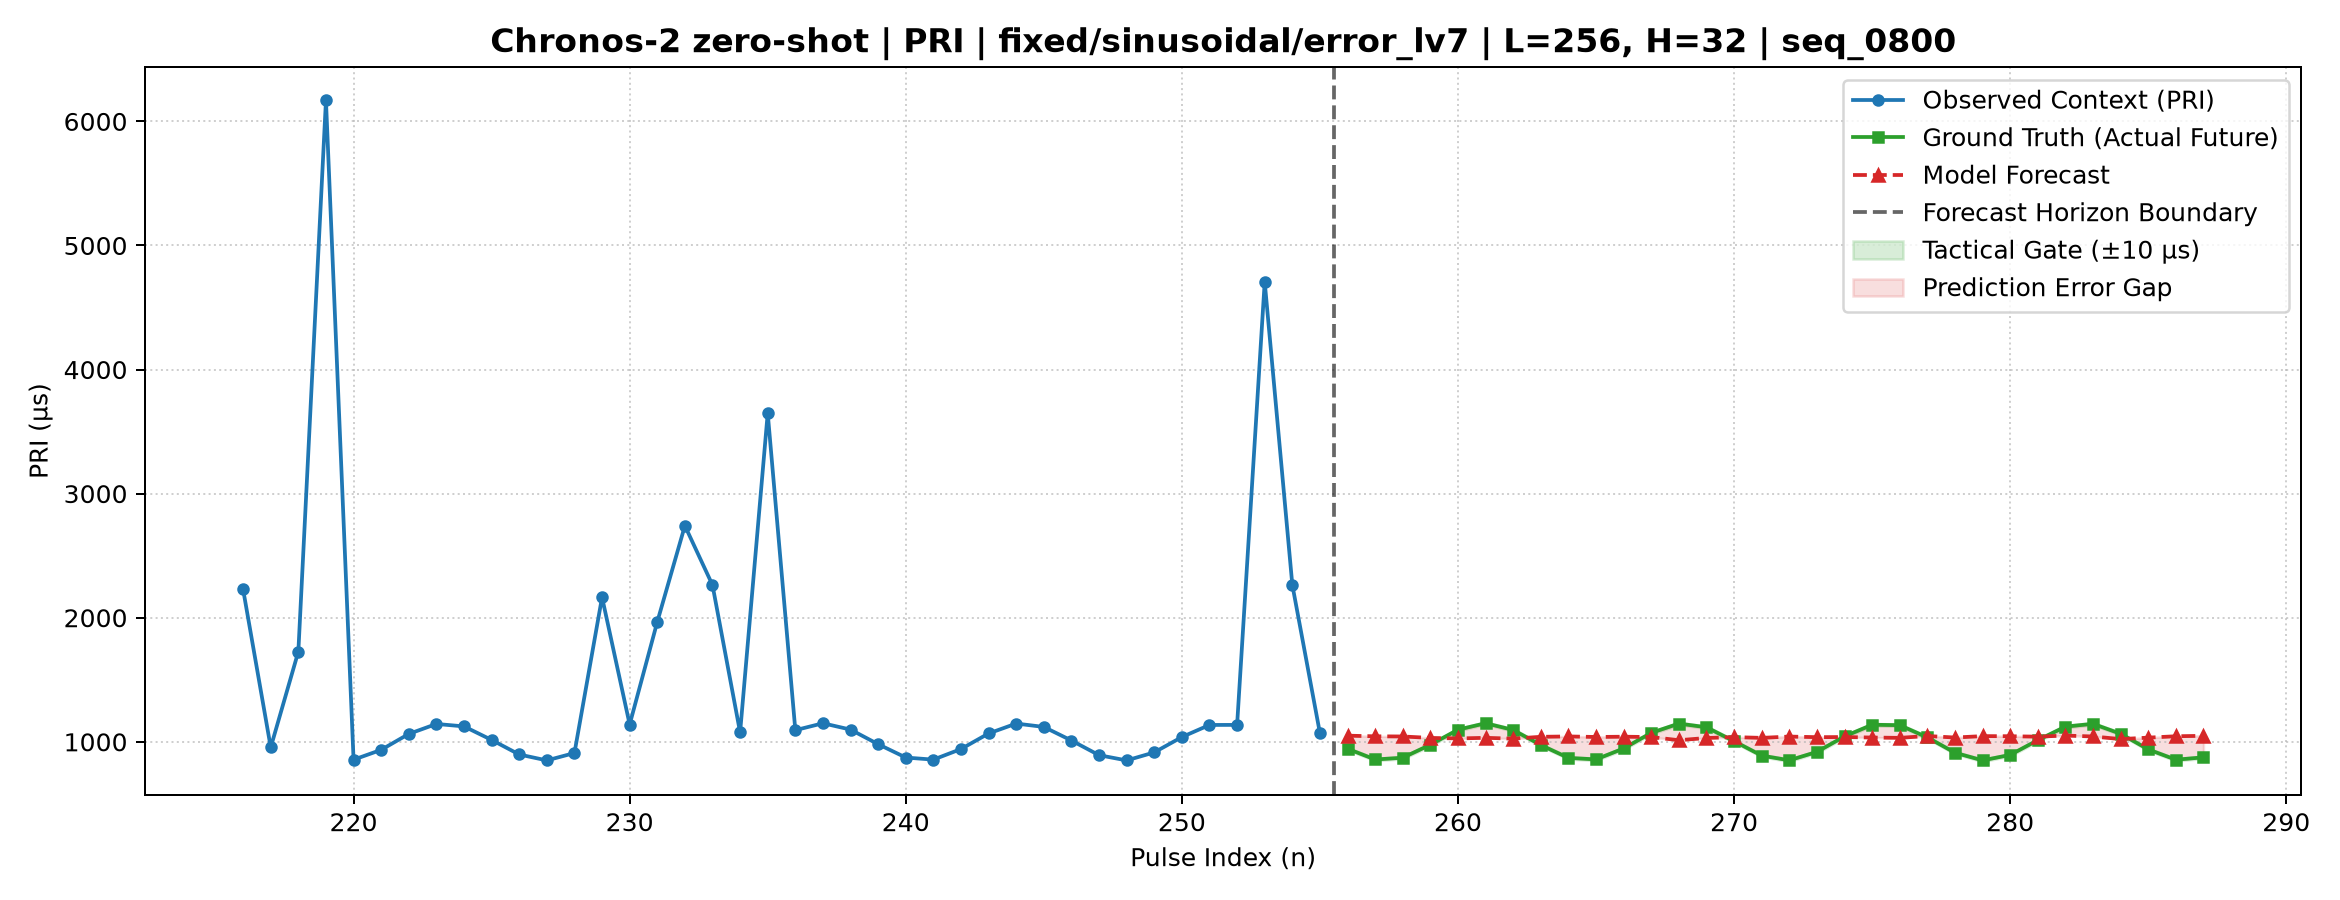 Chronos-2 zero-shot | PRI | fixed/sinusoidal/error_lv7 | L=256, H=32 | seq_0800
Observed Context (PRI)
Ground Truth (Actual Future)
Model Forecast
Forecast Horizon Boundary
Tactical Gate (±10 μs)
Prediction Error Gap
PRI (μs)
6000
5000
4000
3000
2000
1000
220 230 240 250 260 270 280 290
Pulse Index (n)